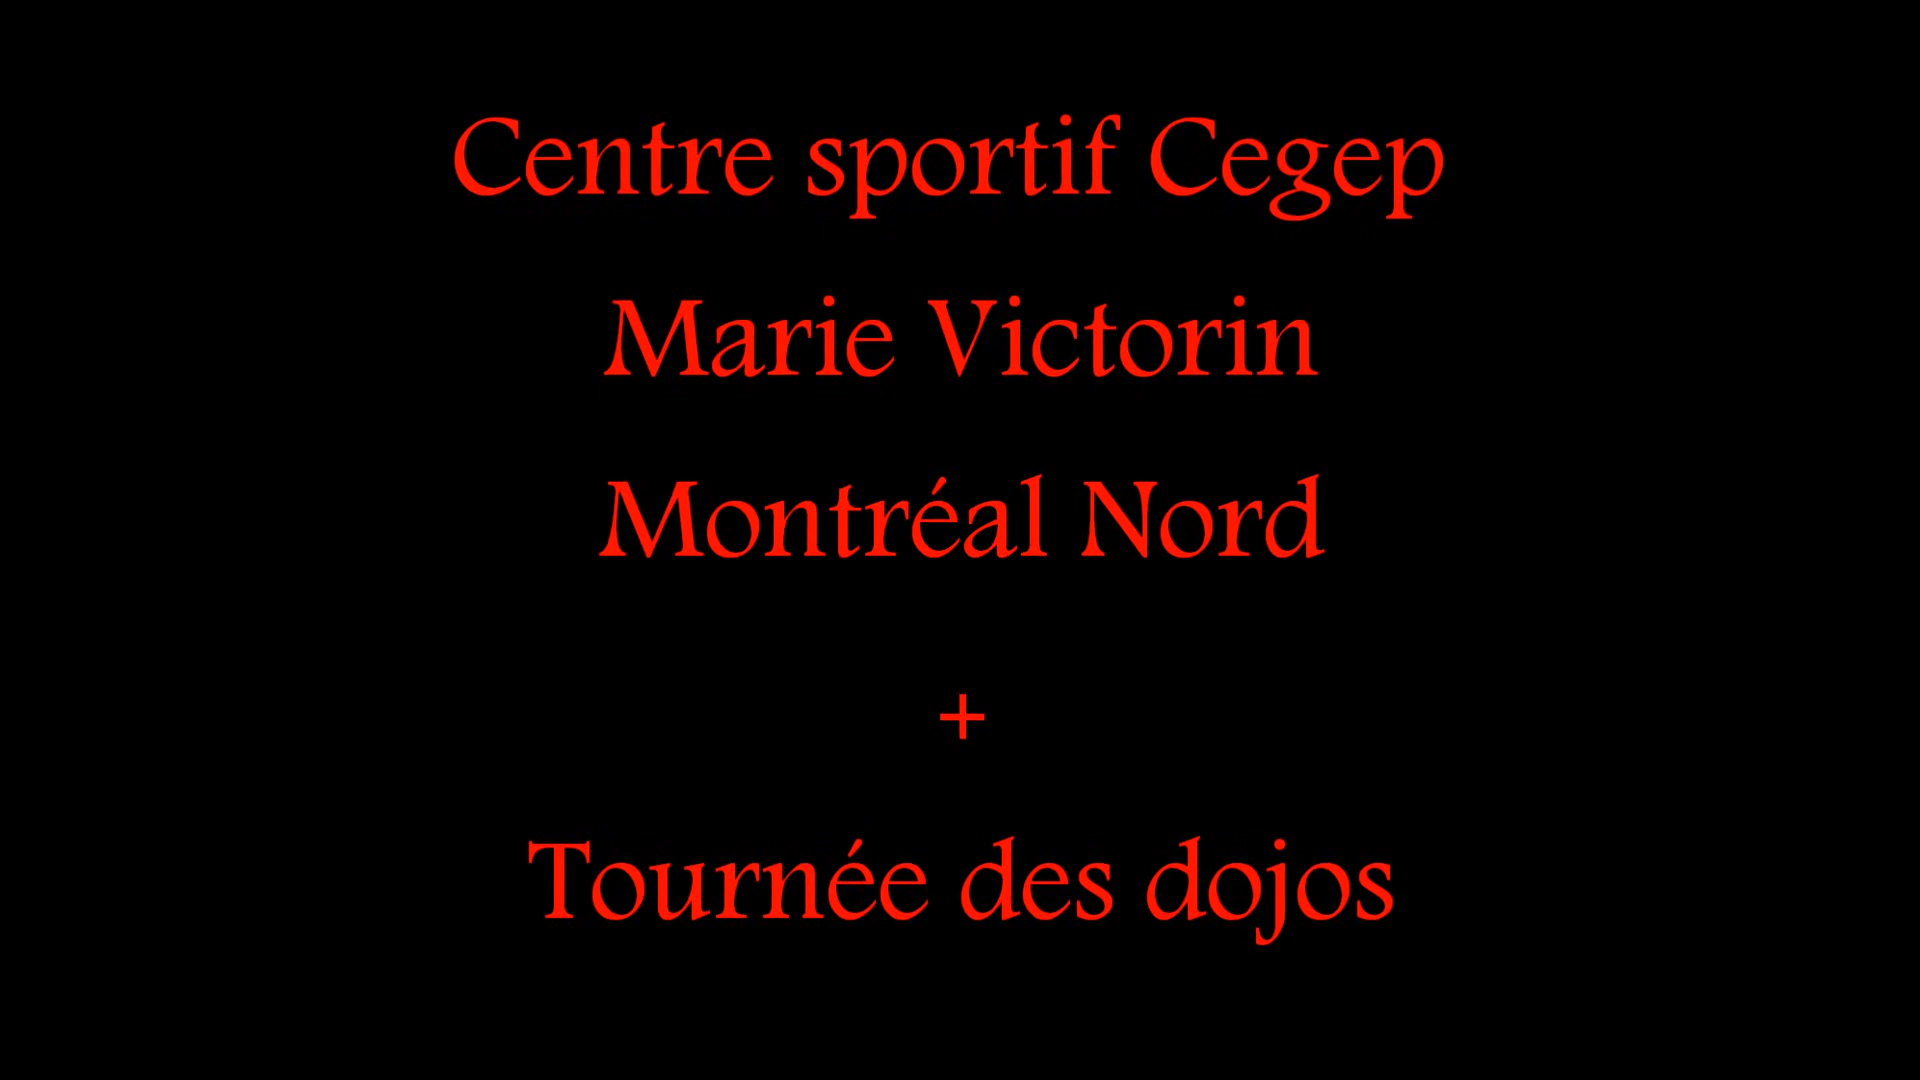 Centre sportif Cegep
Marie Victorin
Montréal Nord
+
Tournée des dojos